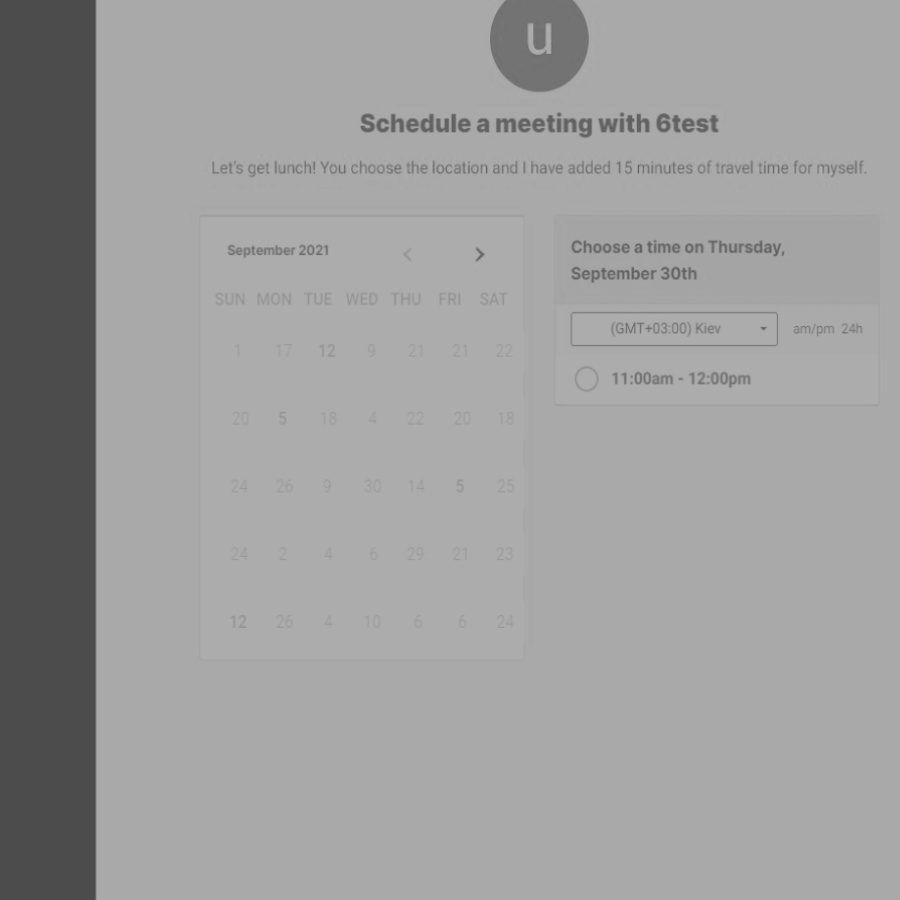 u
Schedule a meeting with 6test
Let's get lunch! You choose the location and I have added 15 minutes of travel time for myself.
September 2021
SUN MON TUE WED THU FRI SAT
1 17 12 9 21 21 22
20 5 18 4 22 20 18
24 26 9 30 14 5 25
24 2 4 6 29 21 23
12 26 4 10 6 6 24
Choose a time on Thursday,
September 30th
(GMT+03:00) Kiev am/pm 24h
11:00am - 12:00pm